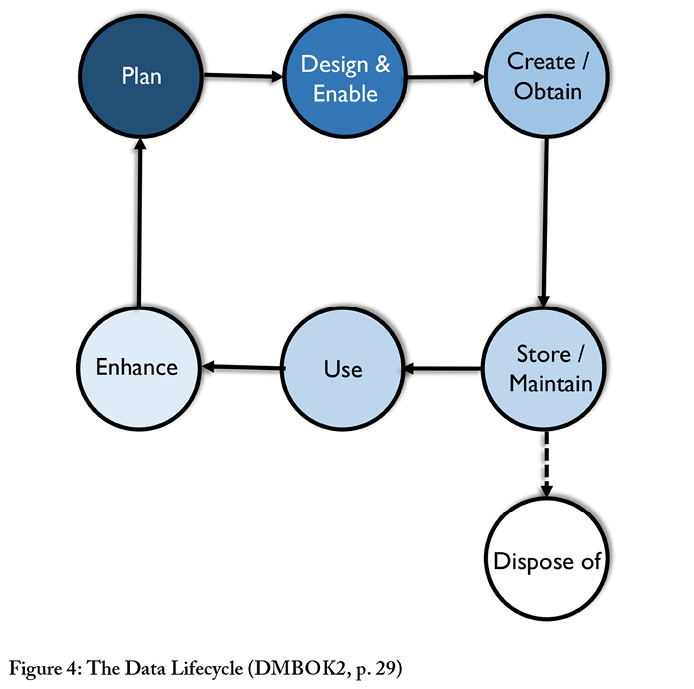 Plan
Design &
Enable
Create /
Obtain
Enhance
Use
Store /
Maintain
Dispose of
Figure 4: The Data Lifecycle (DMBOK2, p. 29)